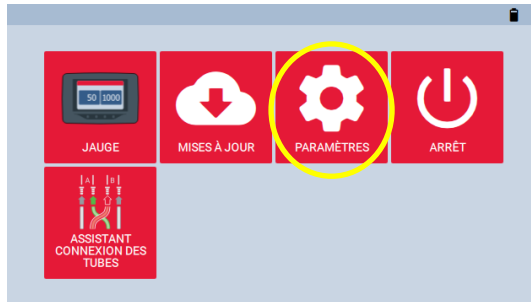 50 1000
JAUGE
MISES À JOUR
PARAMÈTRES
ARRÊT
A B
ASSISTANT
CONNEXION DES
TUBES